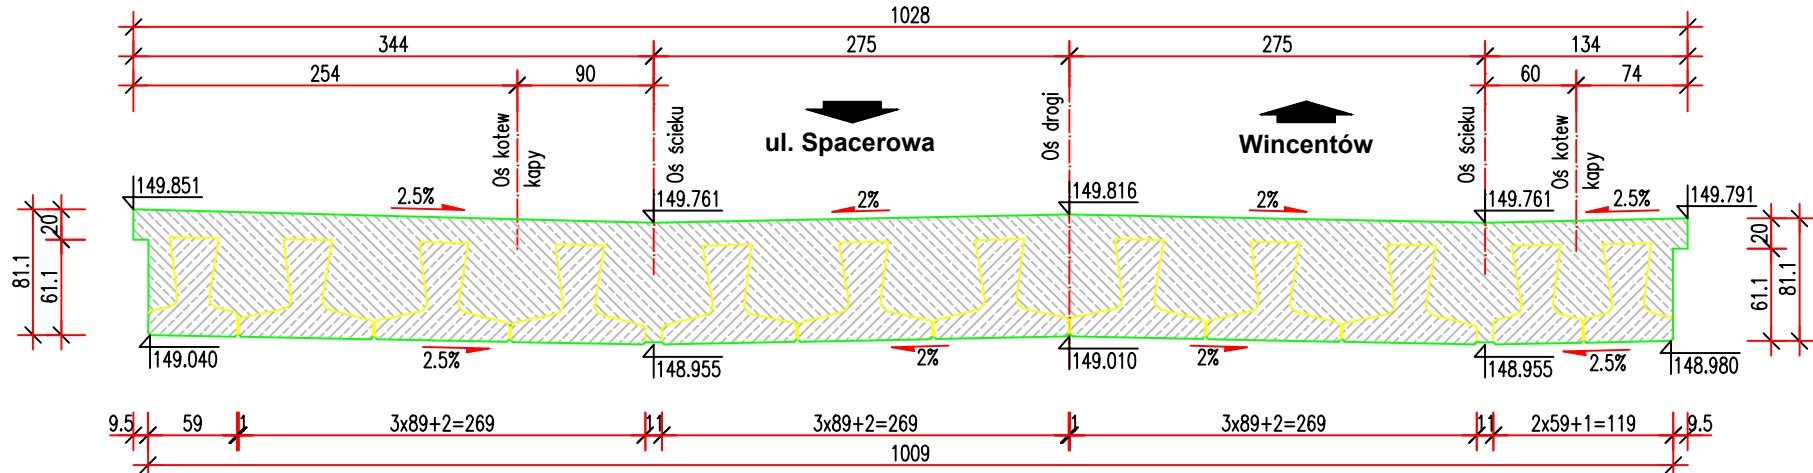 1028
344 275 275 134
254 90 60 74
Oś kotew
kapy
Oś ścieku
ul. Spacerowa
Oś drogi
Wincentów
Oś ścieku
Oś kotew
kapy
149.851 2.5% 149.761 2% 149.816 2% 149.761 2.5% 149.791
20 61.1 81.1
20 61.1 81.1
149.040 2.5% 148.955 2% 149.010 2% 148.955 2.5% 148.980
9.5 59 1 3x89+2=269 11 3x89+2=269 1 3x89+2=269 11 2x59+1=119 9.5
1009